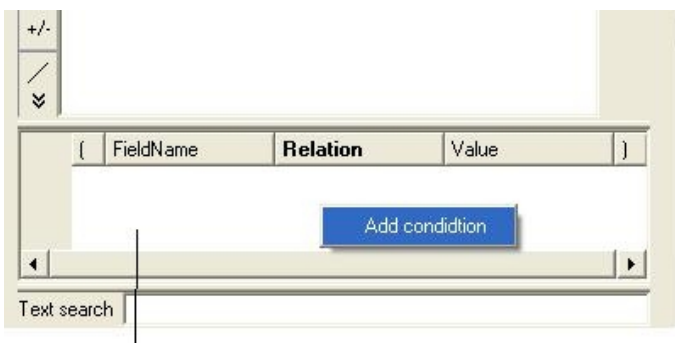 +/-
( FieldName Relation Value )
Add condidtion
Text search